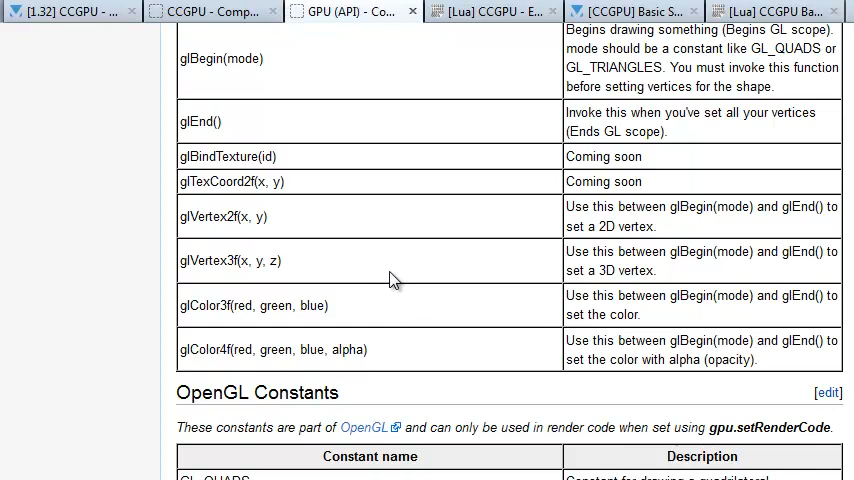 [1.32] CCGPU - ...
CCGPU - Comp...
GPU (API) - Co...
[Lua] CCGPU - E...
[CCGPU] Basic S...
[Lua] CCGPU Ba...
glBegin(mode)
Begins drawing something (Begins GL scope).
mode should be a constant like GL_QUADS or
GL_TRIANGLES. You must invoke this function
before setting vertices for the shape.
glEnd()
Invoke this when you've set all your vertices
(Ends GL scope).
glBindTexture(id)
Coming soon
glTexCoord2f(x, y)
Coming soon
glVertex2f(x, y)
Use this between glBegin(mode) and glEnd() to
set a 2D vertex.
glVertex3f(x, y, z)
Use this between glBegin(mode) and glEnd() to
set a 3D vertex.
glColor3f(red, green, blue)
Use this between glBegin(mode) and glEnd() to
set the color.
glColor4f(red, green, blue, alpha)
Use this between glBegin(mode) and glEnd() to
set the color with alpha (opacity).
OpenGL Constants
[edit]
These constants are part of OpenGL and can only be used in render code when set using gpu.setRenderCode.
Constant name
Description
GL_QUADS
Constant for drawing a quadrilateral